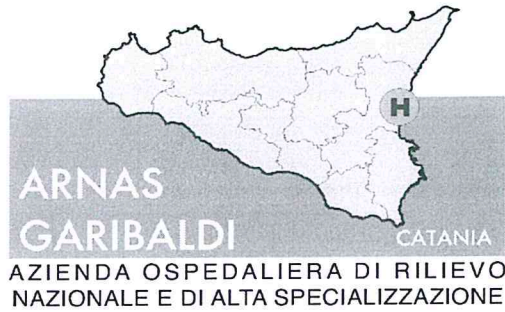 H
ARNAS
GARIBALDI
CATANIA
AZIENDA OSPEDALIERA DI RILIEVO
NAZIONALE E DI ALTA SPECIALIZZAZIONE